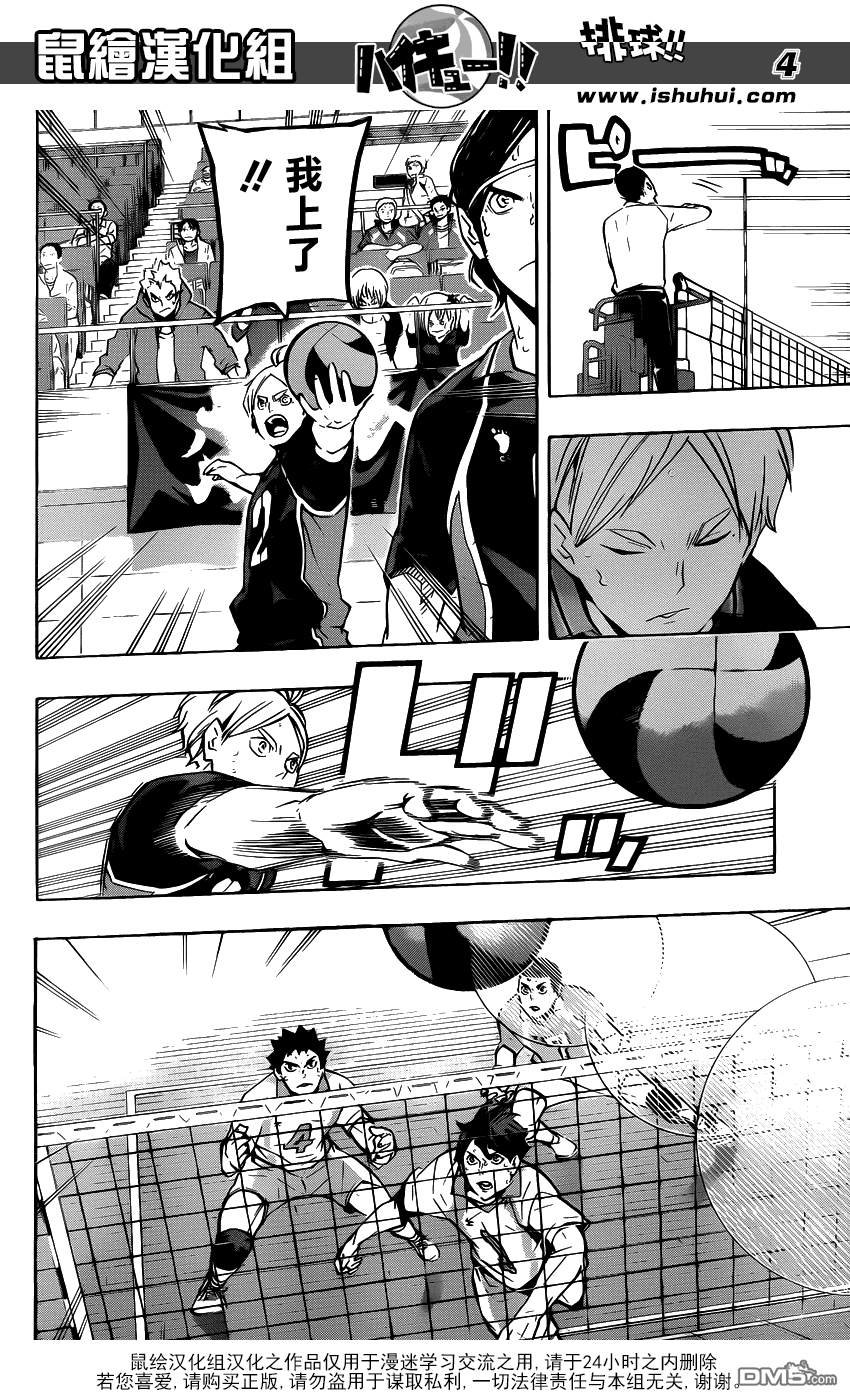 鼠繪漢化組
ハイキュー!!
排球!!
4
www.ishuhui.com
ピーッ
我上了!!
2
4
鼠绘汉化组汉化之作品仅用于漫迷学习交流之用, 请于24小时之内删除
若您喜爱, 请购买正版, 请勿盗用于谋取私利, 一切法律责任与本组无关, 谢谢。
DM5.com